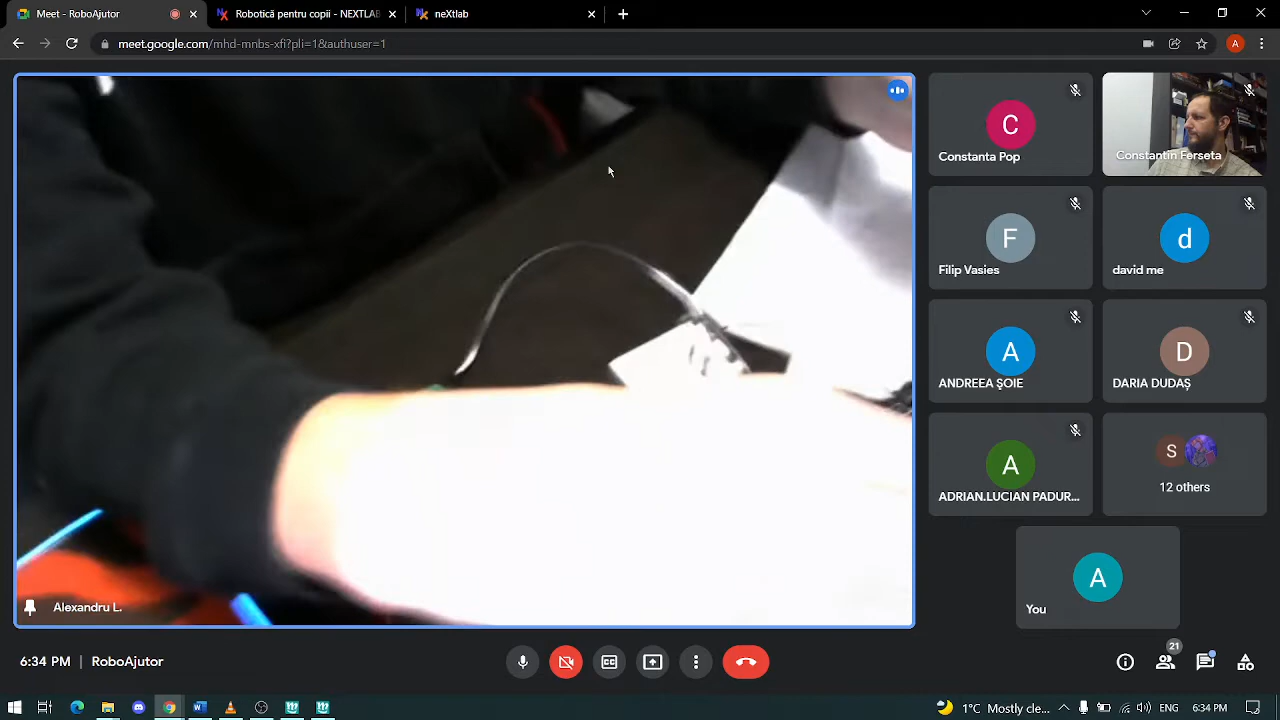 Meet - RoboAjutor
Robotică pentru copii - NEXTLAB
neXtlab
meet.google.com/mhd-mnbs-xfi?pli=1&authuser=1
A
Alexandru L.
C
Constanta Pop
Constantin Ferseta
F
Filip Vasies
d
david me
A
ANDREEA ŞOIE
D
DARIA DUDAŞ
A
ADRIAN.LUCIAN PADUR...
S
12 others
A
You
6:34 PM | RoboAjutor
21
1°C Mostly cle...
ENG
6:34 PM